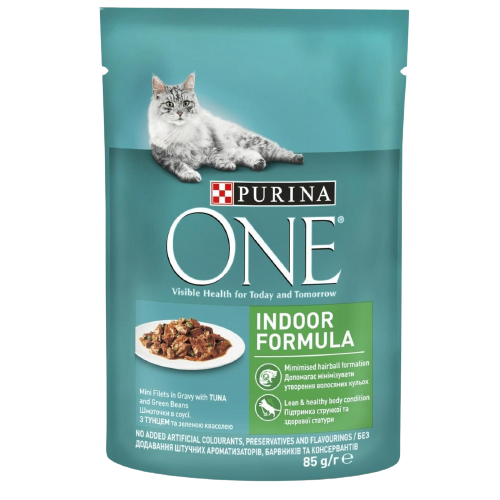 PURINA
ONE®
Visible Health for Today and Tomorrow
INDOOR
FORMULA
Mimimised hairball formation
Допомагає мінімізувати
утворення волосяних кульок
Lean & healthy body condition
Підтримка стрункої та
здорової статури
Mini Filets in Gravy with TUNA
and Green Beans
Шматочки в соусі.
З ТУНЦЕМ та зеленою квасолею
NO ADDED ARTIFICIAL COLOURANTS, PRESERVATIVES AND FLAVOURINGS / БЕЗ
ДОДАВАННЯ ШТУЧНИХ АРОМАТИЗАТОРІВ, БАРВНИКІВ ТА КОНСЕРВАНТІВ
85 g/г ℮